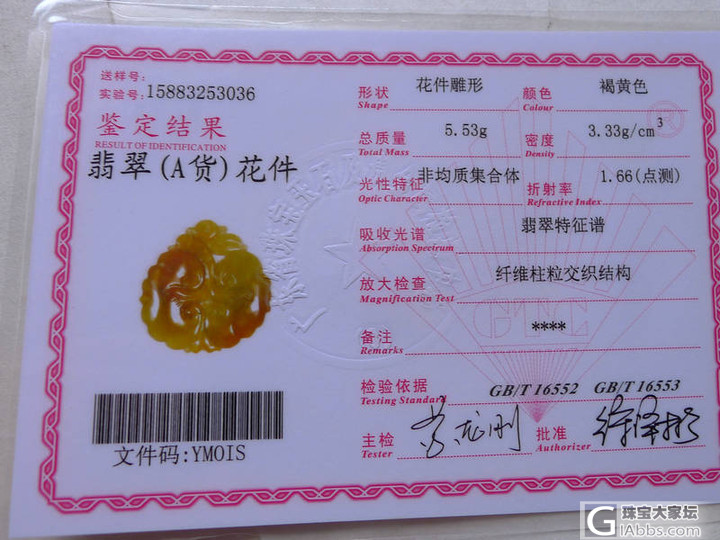 送样号:
实验号:15883253036
鉴定结果
RESULT OF IDENTIFICATION
翡翠(A货)花件
文件码:YMOIS
形状 花件雕形 颜色 褐黄色
Shape Colour
总质量 5.53g 密度 3.33g/cm³
Total Mass Density
光性特征 非均质集合体 折射率 1.66(点测)
Optic Character Refractive Index
吸收光谱 翡翠特征谱
Absorption Spectrum
放大检查 纤维柱粒交织结构
Magnification Test
备注 ****
Remarks
GTC
检验依据 GB/T 16552 GB/T 16553
Testing Standard
主检 批准
Tester Authorizer
珠宝大家坛
GIAbbs.com